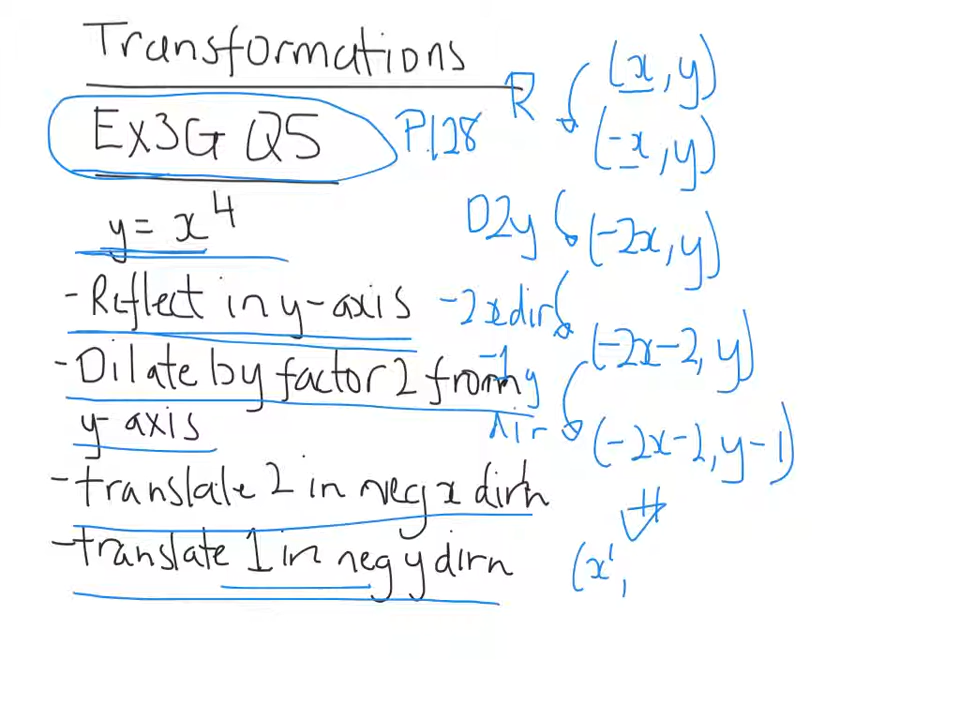 Transformations
Ex3G Q5 P128
y = x⁴
- Reflect in y-axis
- Dilate by factor 2 from
y-axis
- translate 2 in neg x dirn
- translate 1 in neg y dirn
(x, y)
R
(-x, y)
D2y (-2x, y)
-2 x dir
(-2x-2, y)
-1 y
dir (-2x-2, y-1)
(x',